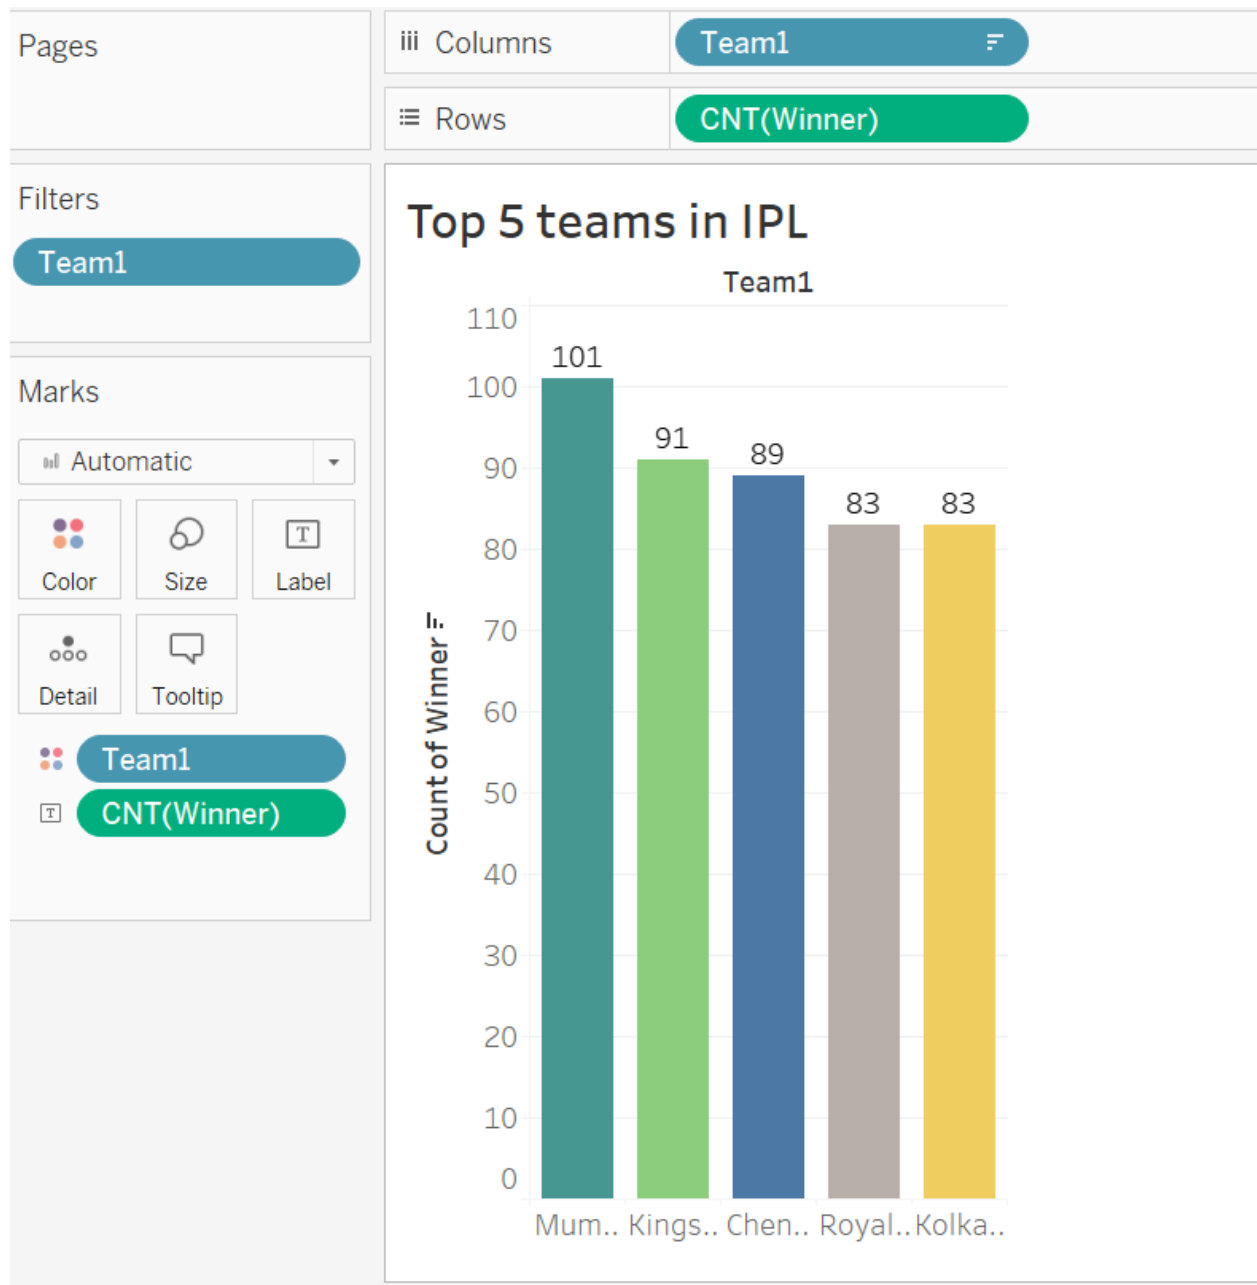 Pages
Columns
Team1
Rows
CNT(Winner)
Filters
Team1
Marks
Automatic
Color
Size
T
Label
Detail
Tooltip
Team1
T
CNT(Winner)
Top 5 teams in IPL
Team1
Count of Winner
110
100
90
80
70
60
50
40
30
20
10
0
101
91
89
83
83
Mum.. Kings.. Chen.. Royal.. Kolka..